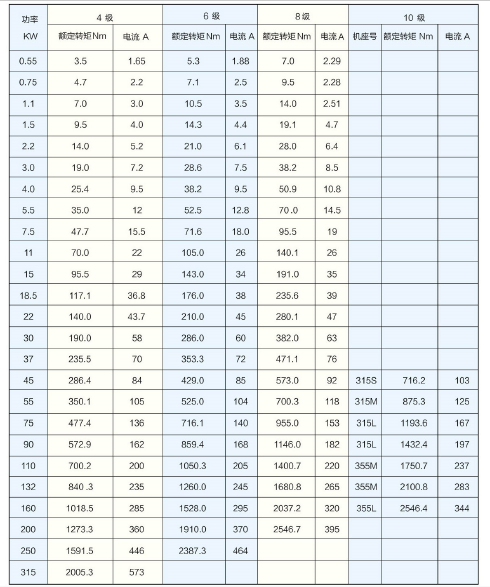 功率 4 级 6 级 8 级 10 级
KW 额定转矩 Nm 电流 A 额定转矩 Nm 电流 A 额定转矩 Nm 电流 A 机座号 额定转矩 Nm 电流 A
0.55 3.5 1.65 5.3 1.88 7.0 2.29
0.75 4.7 2.2 7.1 2.5 9.5 2.28
1.1 7.0 3.0 10.5 3.5 14.0 2.51
1.5 9.5 4.0 14.3 4.4 19.1 4.7
2.2 14.0 5.2 21.0 6.1 28.0 6.4
3.0 19.0 7.2 28.6 7.5 38.2 8.5
4.0 25.4 9.5 38.2 9.5 50.9 10.8
5.5 35.0 12 52.5 12.8 70.0 14.5
7.5 47.7 15.5 71.6 18.0 95.5 19
11 70.0 22 105.0 26 140.1 26
15 95.5 29 143.0 34 191.0 35
18.5 117.1 36.8 176.0 38 235.6 39
22 140.0 43.7 210.0 45 280.1 47
30 190.0 58 286.0 60 382.0 63
37 235.5 70 353.3 72 471.1 76
45 286.4 84 429.0 85 573.0 92 315S 716.2 103
55 350.1 105 525.0 104 700.3 118 315M 875.3 125
75 477.4 136 716.1 140 955.0 153 315L 1193.6 167
90 572.9 162 859.4 168 1146.0 182 315L 1432.4 197
110 700.2 200 1050.3 205 1400.7 220 355M 1750.7 237
132 840.3 235 1260.0 245 1680.8 265 355M 2100.8 283
160 1018.5 285 1528.0 295 2037.2 320 355L 2546.4 344
200 1273.3 360 1910.0 370 2546.7 395
250 1591.5 446 2387.3 464
315 2005.3 573